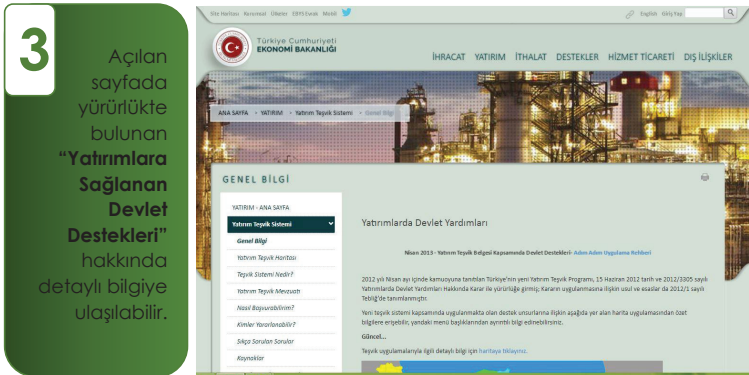 3
Açılan
sayfada
yürürlükte
bulunan
“Yatırımlara
Sağlanan
Devlet
Destekleri”
hakkında
detaylı bilgiye
ulaşılabilir.
Site Haritası Kurumsal Ülkeler EBYS Evrak Mobil
English Giriş Yap
Türkiye Cumhuriyeti
EKONOMİ BAKANLIĞI
İHRACAT YATIRIM İTHALAT DESTEKLER HİZMET TİCARETİ DIŞ İLİŞKİLER
ANA SAYFA • YATIRIM • Yatırım Teşvik Sistemi • Genel Bilgi
GENEL BİLGİ
YATIRIM - ANA SAYFA
Yatırım Teşvik Sistemi
Genel Bilgi
Yatırım Teşvik Haritası
Teşvik Sistemi Nedir?
Yatırım Teşvik Mevzuatı
Nasıl Başvurabilirim?
Kimler Yararlanabilir?
Sıkça Sorulan Sorular
Kaynaklar
Yatırımlarda Devlet Yardımları
Nisan 2013 - Yatırım Teşvik Belgesi Kapsamında Devlet Destekleri- Adım Adım Uygulama Rehberi
2012 yılı Nisan ayı içinde kamuoyuna tanıtılan Türkiye'nin yeni Yatırım Teşvik Programı, 15 Haziran 2012 tarih ve 2012/3305 sayılı
Yatırımlarda Devlet Yardımları Hakkında Karar ile yürürlüğe girmiş; Kararın uygulanmasına ilişkin usul ve esaslar da 2012/1 sayılı
Tebliğ'de tanımlanmıştır.
Yeni teşvik sistemi kapsamında uygulanmakta olan destek unsurlarına ilişkin aşağıda yer alan harita uygulamasından özet
bilgilere erişebilir, yandaki menü başlıklarından ayrıntılı bilgi edinebilirsiniz.
Güncel...
Teşvik uygulamalarıyla ilgili detaylı bilgi için haritaya tıklayınız.